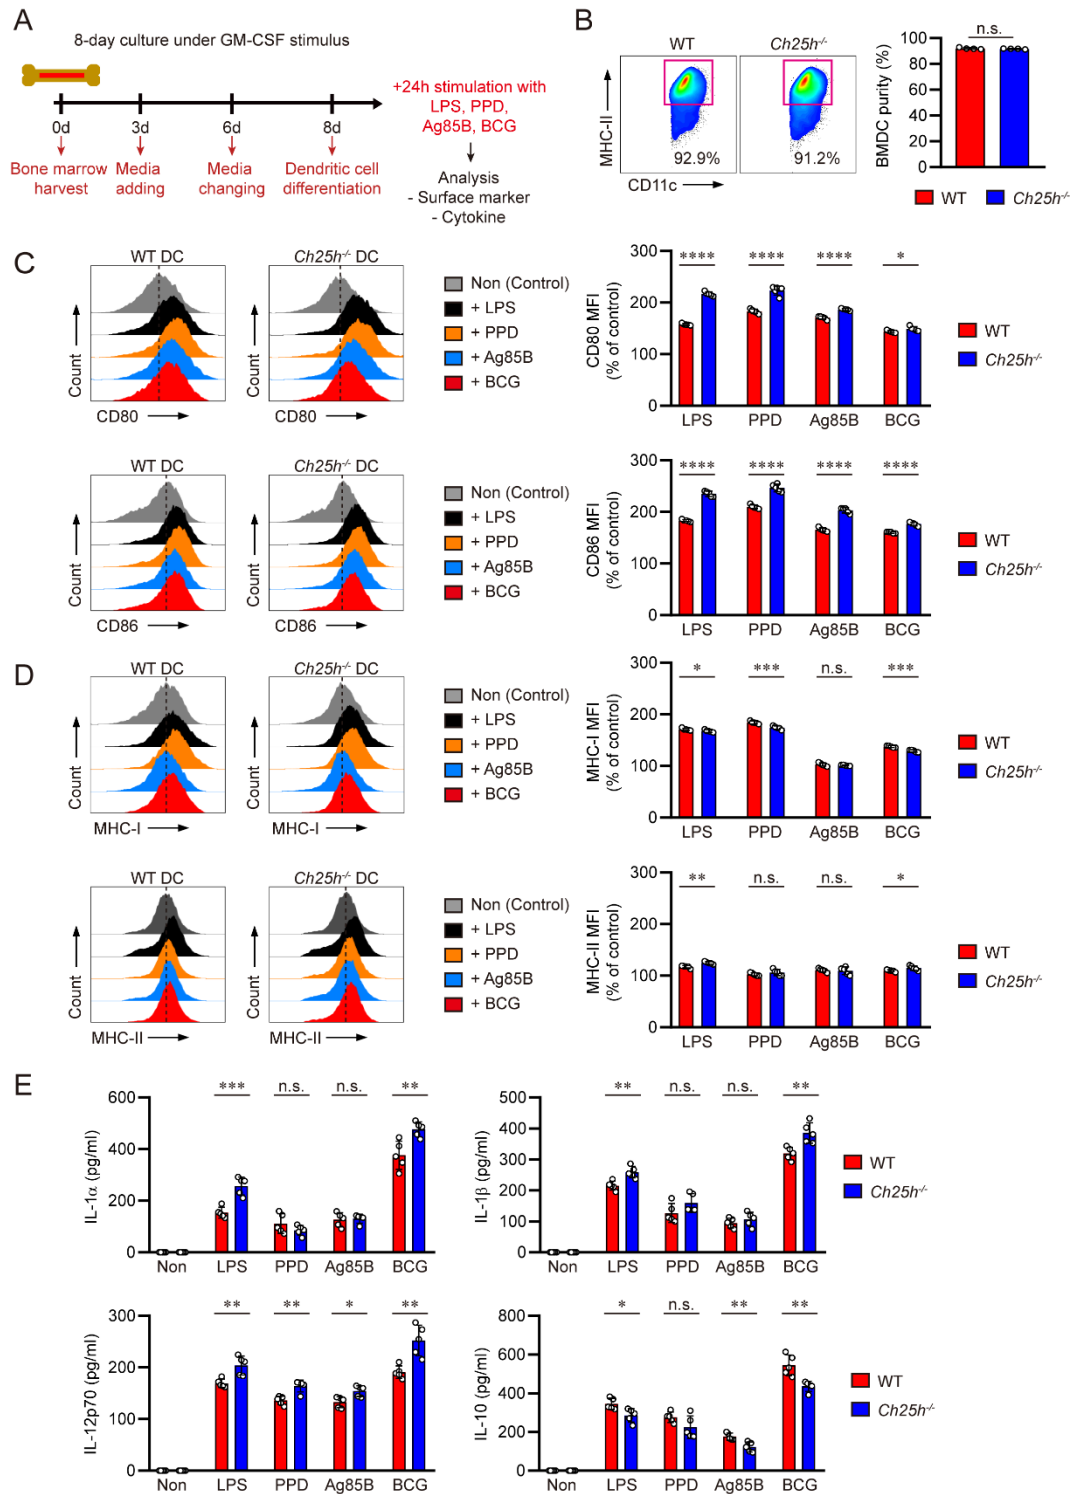 A
8-day culture under GM-CSF stimulus
0d
3d
6d
8d
Bone marrow
harvest
Media
adding
Media
changing
Dendritic cell
differentiation
+24h stimulation with
LPS, PPD,
Ag85B, BCG
Analysis
- Surface marker
- Cytokine
B
WT
Ch25h-/-
MHC-II
92.9%
91.2%
CD11c
n.s.
BMDC purity (%)
100
80
60
40
20
0
WT
Ch25h-/-
C
WT DC
Ch25h-/- DC
Count
Count
CD80
CD80
Non (Control)
+ LPS
+ PPD
+ Ag85B
+ BCG
CD80 MFI
(% of control)
300
200
100
0
****
****
****
*
LPS
PPD
Ag85B
BCG
WT
Ch25h-/-
WT DC
Ch25h-/- DC
Count
Count
CD86
CD86
Non (Control)
+ LPS
+ PPD
+ Ag85B
+ BCG
CD86 MFI
(% of control)
300
200
100
0
****
****
****
****
LPS
PPD
Ag85B
BCG
WT
Ch25h-/-
D
WT DC
Ch25h-/- DC
Count
Count
MHC-I
MHC-I
Non (Control)
+ LPS
+ PPD
+ Ag85B
+ BCG
MHC-I MFI
(% of control)
300
200
100
0
*
***
n.s.
***
LPS
PPD
Ag85B
BCG
WT
Ch25h-/-
WT DC
Ch25h-/- DC
Count
Count
MHC-II
MHC-II
Non (Control)
+ LPS
+ PPD
+ Ag85B
+ BCG
MHC-II MFI
(% of control)
300
200
100
0
**
n.s.
n.s.
*
LPS
PPD
Ag85B
BCG
WT
Ch25h-/-
E
IL-1α (pg/ml)
600
400
200
0
***
n.s.
n.s.
**
Non
LPS
PPD
Ag85B
BCG
IL-1β (pg/ml)
500
400
300
200
100
0
**
n.s.
n.s.
**
Non
LPS
PPD
Ag85B
BCG
WT
Ch25h-/-
IL-12p70 (pg/ml)
300
200
100
0
**
**
*
**
Non
LPS
PPD
Ag85B
BCG
IL-10 (pg/ml)
800
600
400
200
0
*
n.s.
**
**
Non
LPS
PPD
Ag85B
BCG
WT
Ch25h-/-